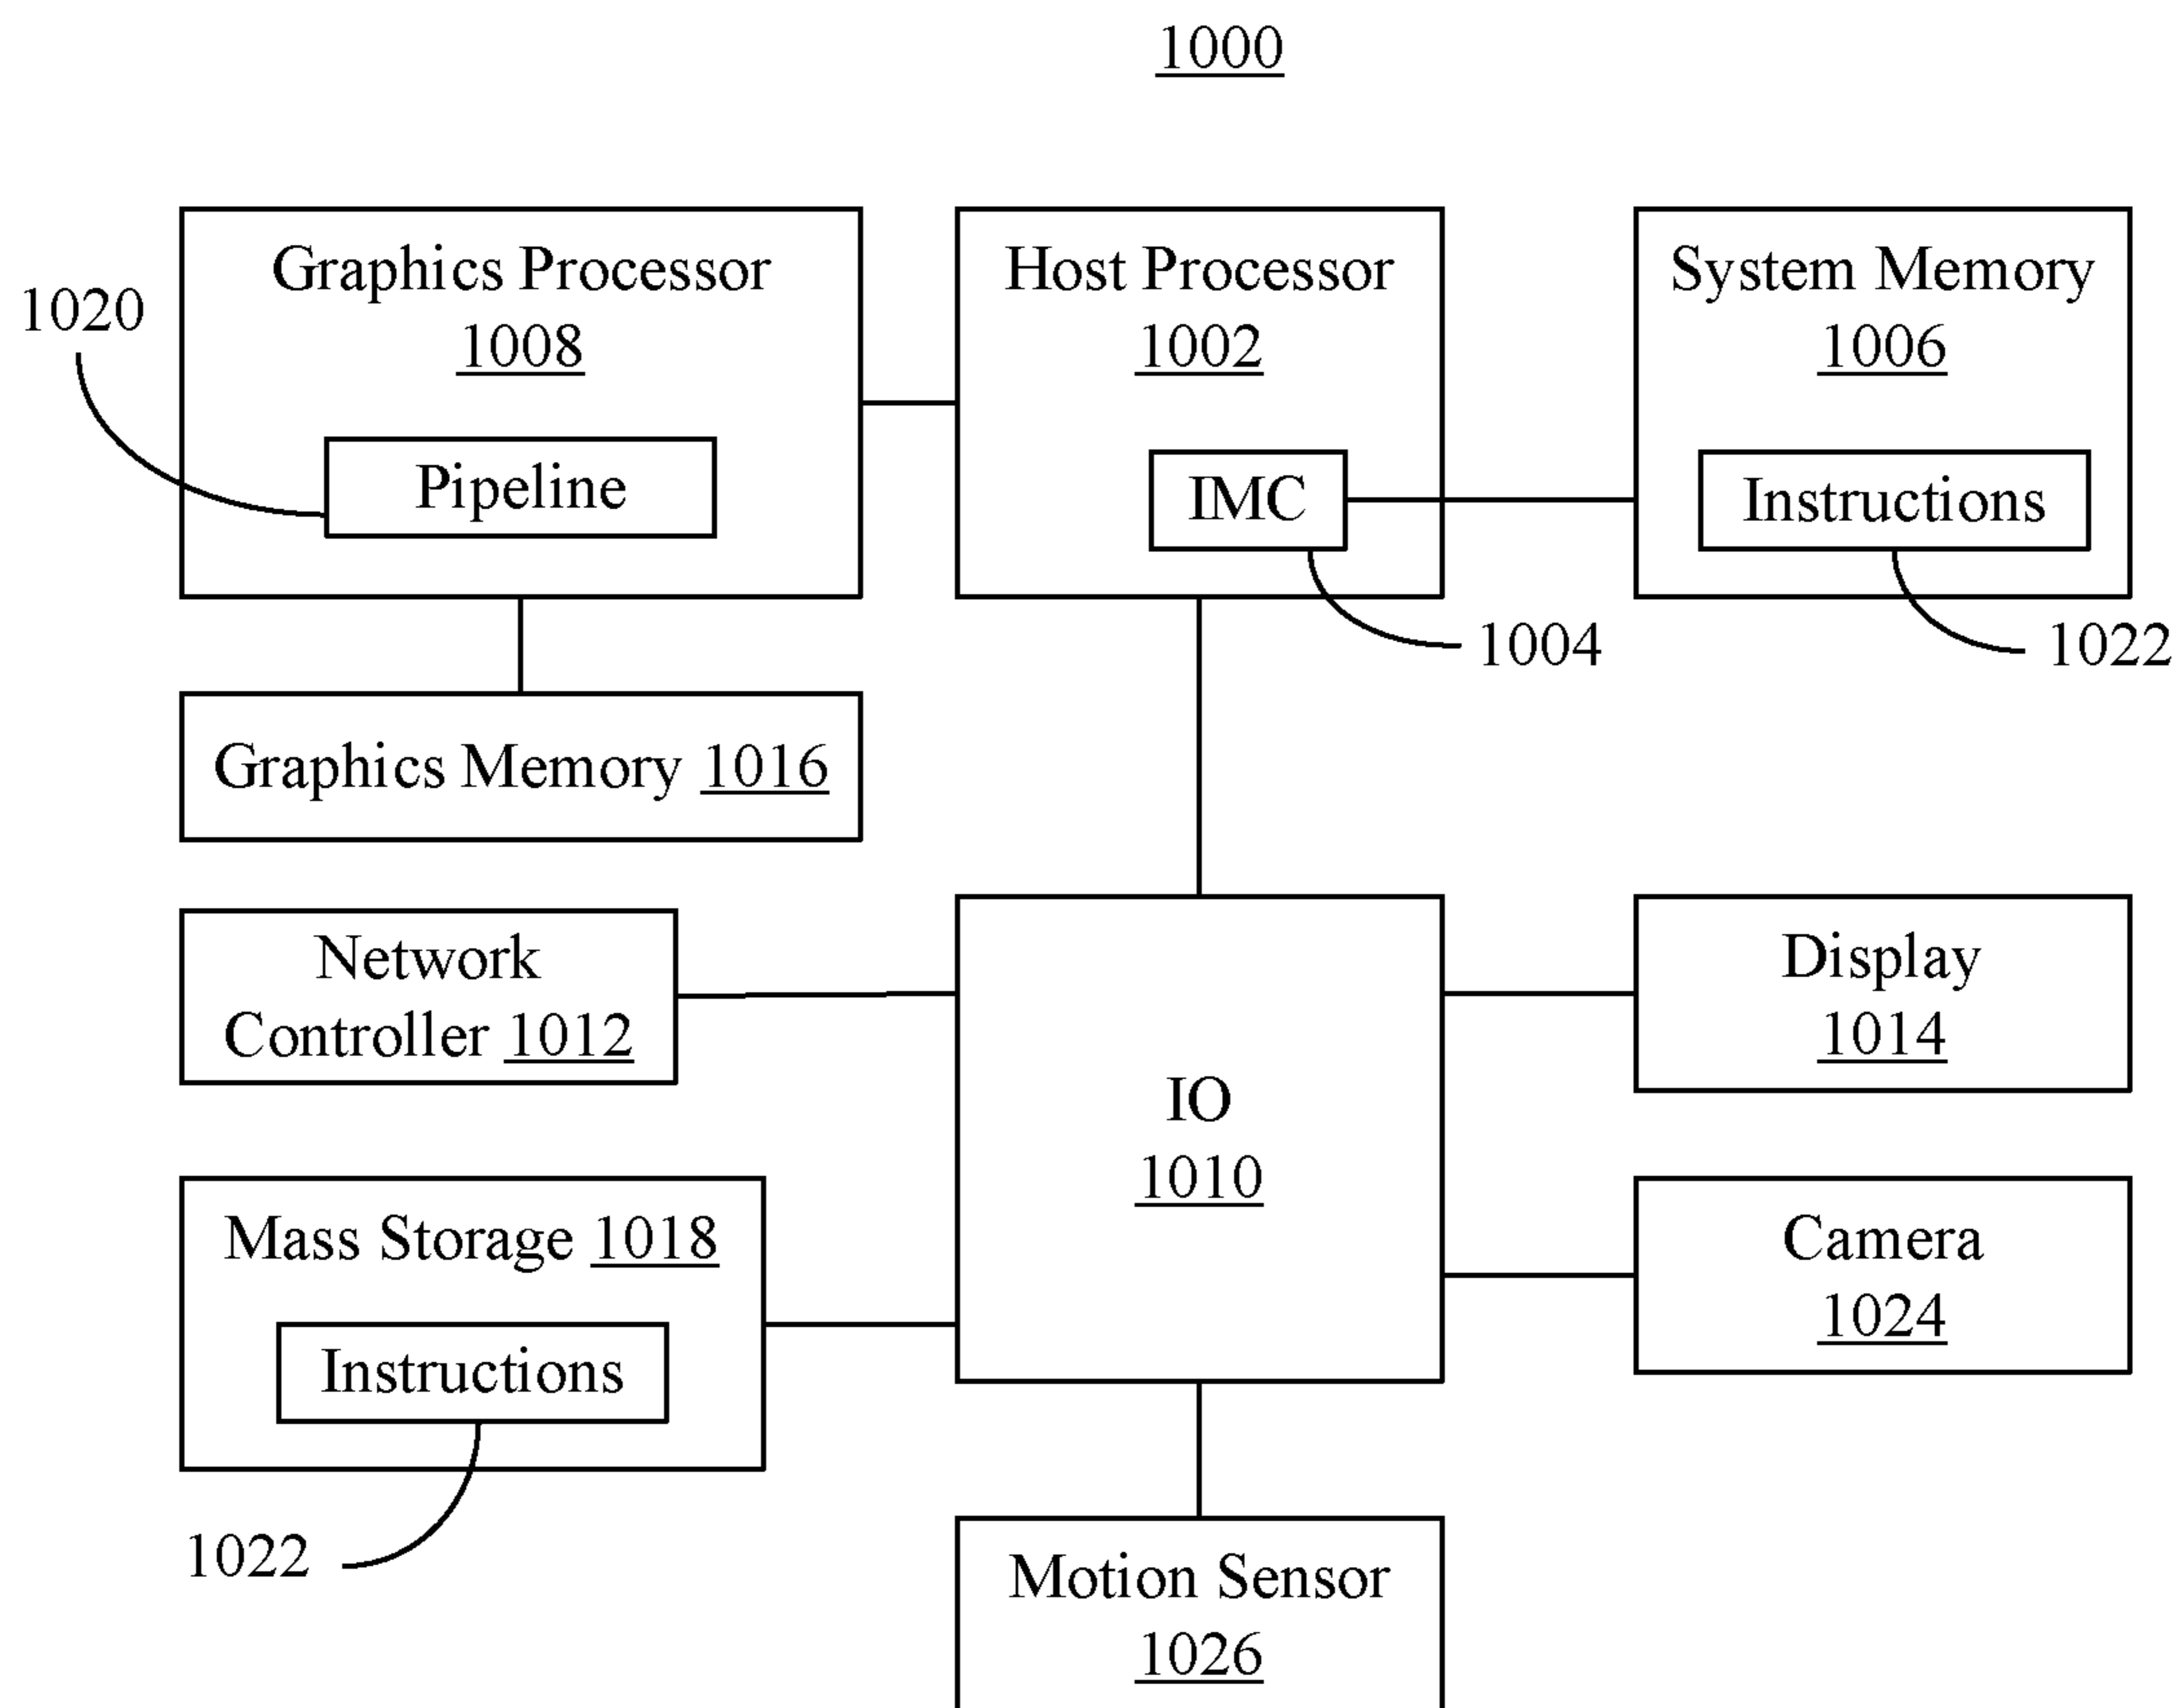 1000
Graphics Processor
1008
1020
Pipeline
Host Processor
1002
IMC
1004
System Memory
1006
Instructions
1022
Graphics Memory 1016
Network
Controller 1012
IO
1010
Display
1014
Mass Storage 1018
Instructions
1022
Camera
1024
Motion Sensor
1026